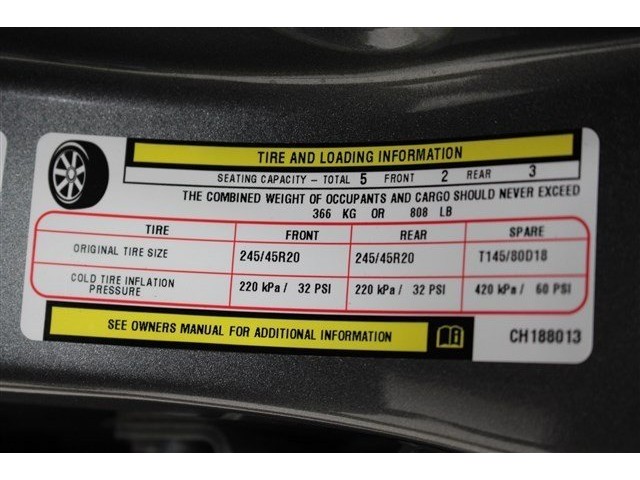 TIRE AND LOADING INFORMATION
SEATING CAPACITY – TOTAL 5 FRONT 2 REAR 3
THE COMBINED WEIGHT OF OCCUPANTS AND CARGO SHOULD NEVER EXCEED
366 KG OR 808 LB
TIRE FRONT REAR SPARE
ORIGINAL TIRE SIZE 245/45R20 245/45R20 T145/80D18
COLD TIRE INFLATION
PRESSURE 220 kPa / 32 PSI 220 kPa / 32 PSI 420 kPa / 60 PSI
SEE OWNERS MANUAL FOR ADDITIONAL INFORMATION
CH188013